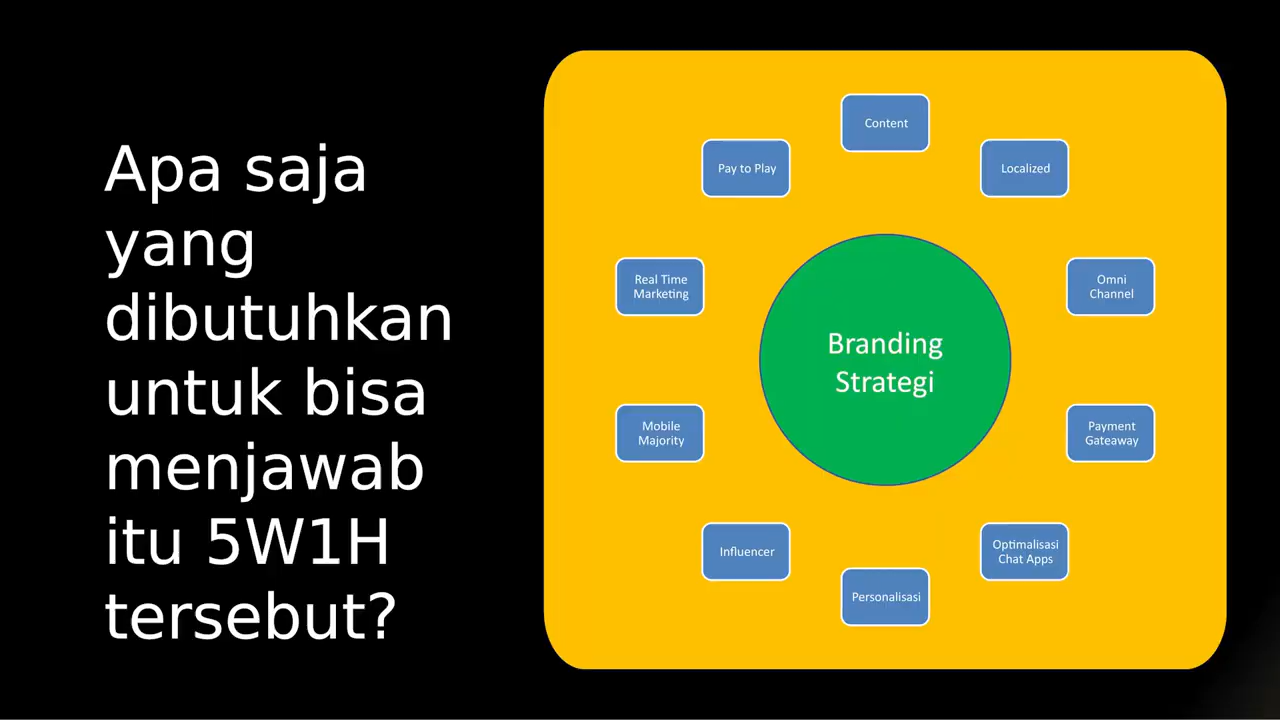 Apa saja
yang
dibutuhkan
untuk bisa
menjawab
itu 5W1H
tersebut?
Content
Localized
Omni
Channel
Payment
Gateaway
Optimalisasi
Chat Apps
Personalisasi
Influencer
Mobile
Majority
Real Time
Marketing
Pay to Play
Branding
Strategi